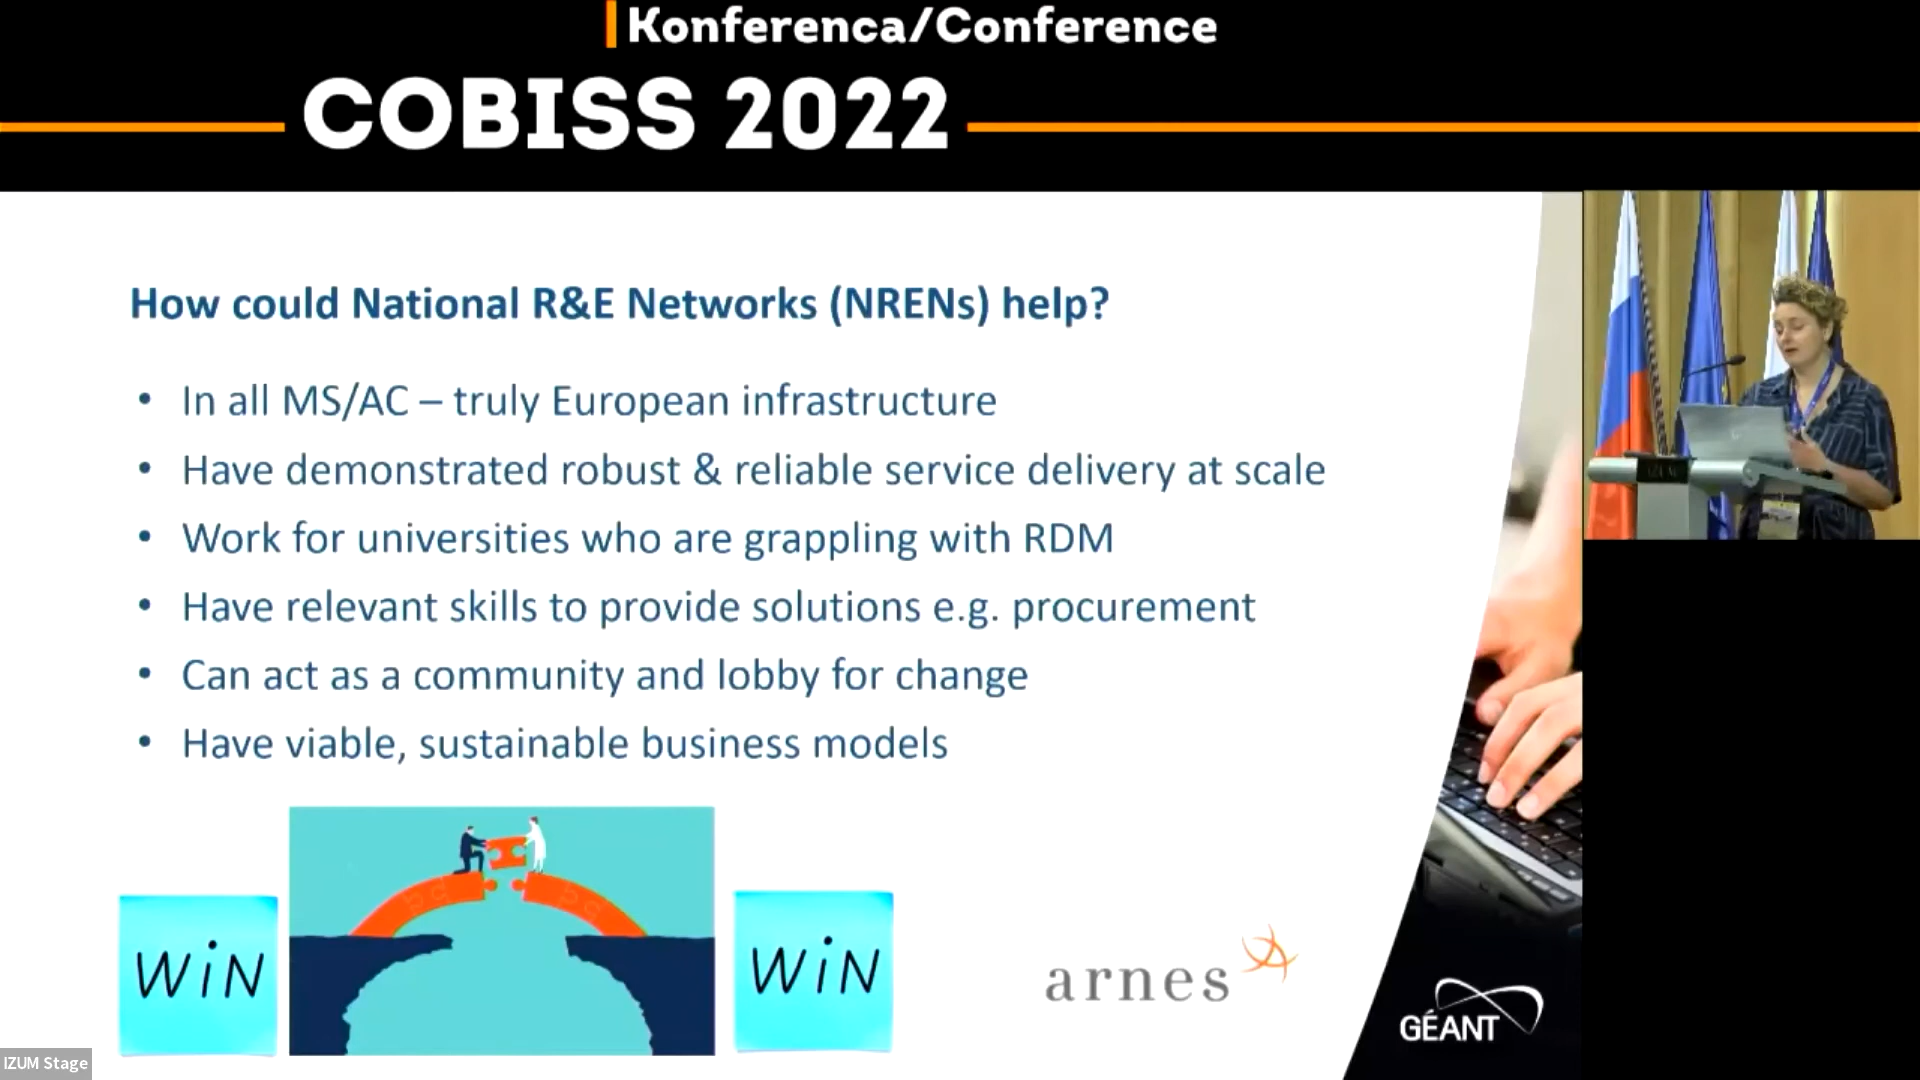 Konferenca/Conference
COBISS 2022
How could National R&E Networks (NRENs) help?
• In all MS/AC – truly European infrastructure
• Have demonstrated robust & reliable service delivery at scale
• Work for universities who are grappling with RDM
• Have relevant skills to provide solutions e.g. procurement
• Can act as a community and lobby for change
• Have viable, sustainable business models
WiN
WiN
arnes
GÉANT
IZUM Stage